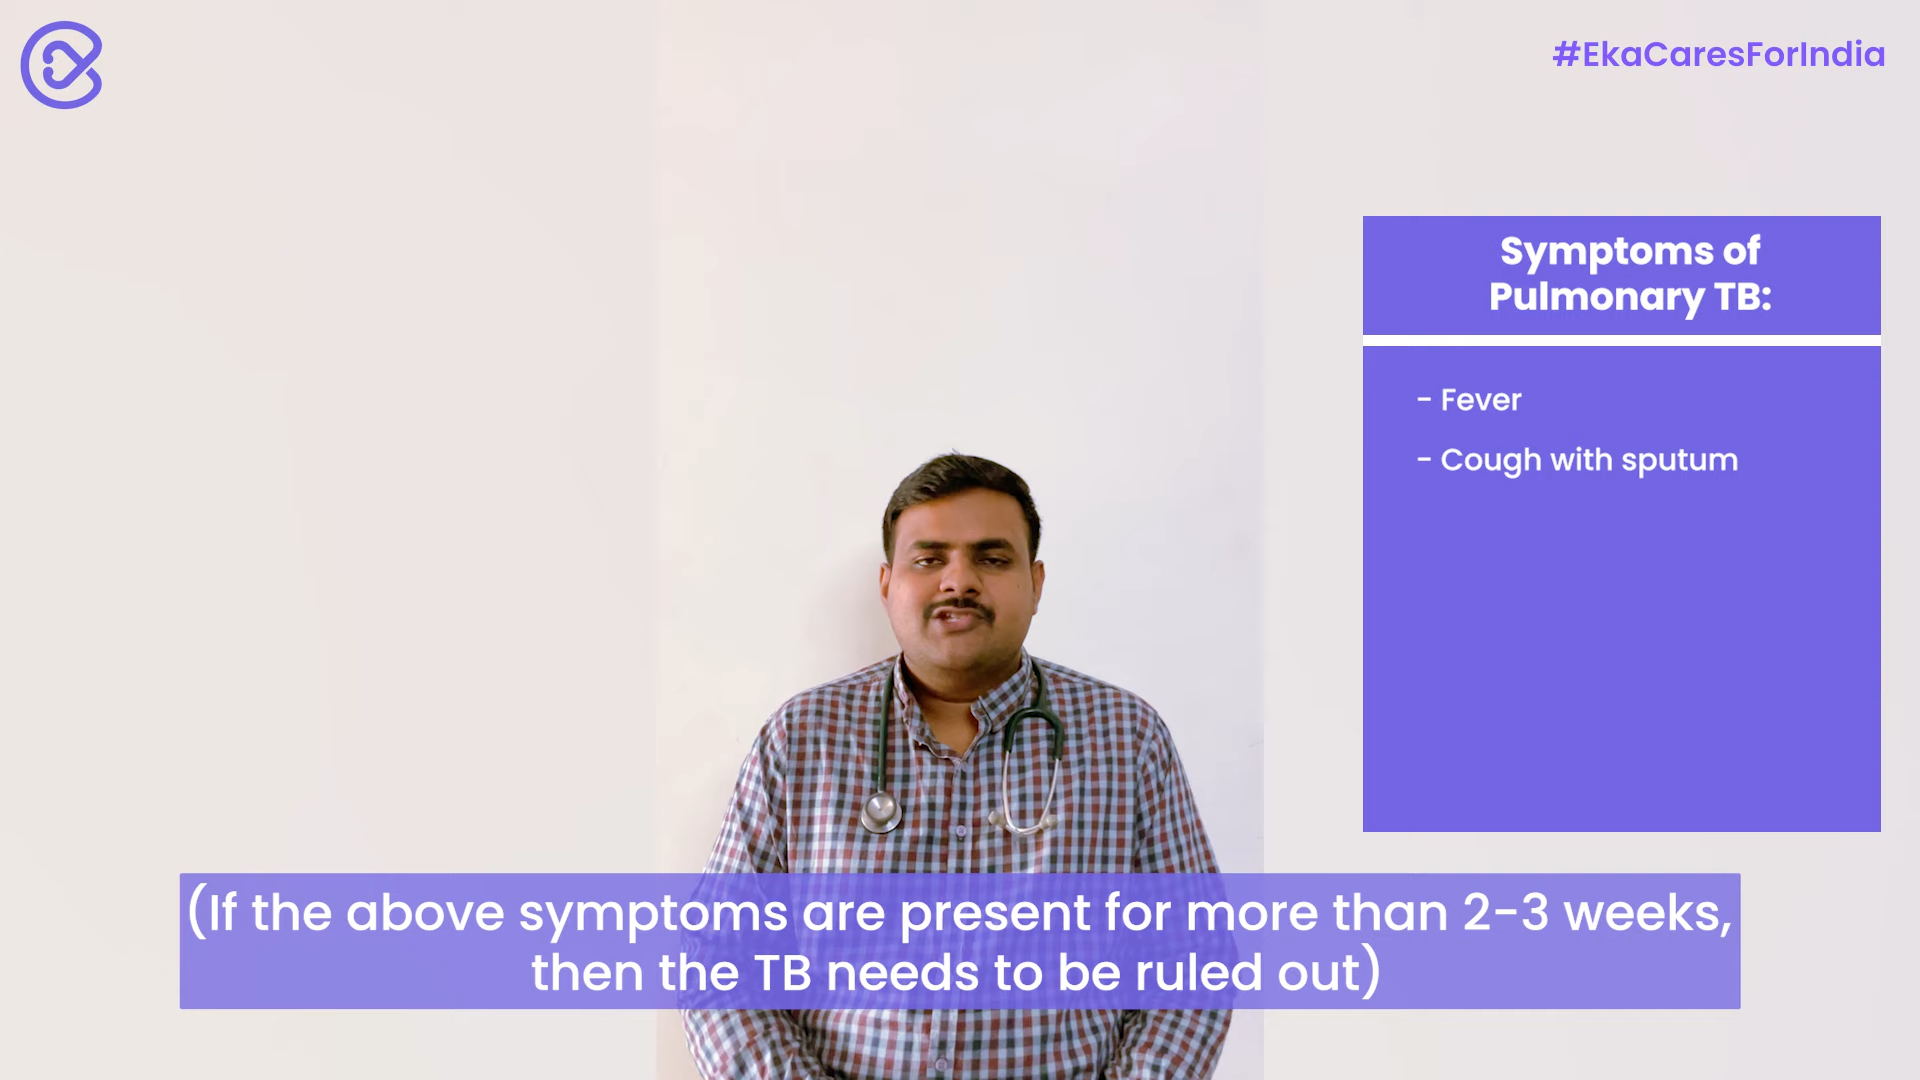 #EkaCaresForIndia
Symptoms of
Pulmonary TB:
- Fever
- Cough with sputum
(If the above symptoms are present for more than 2-3 weeks,
then the TB needs to be ruled out)